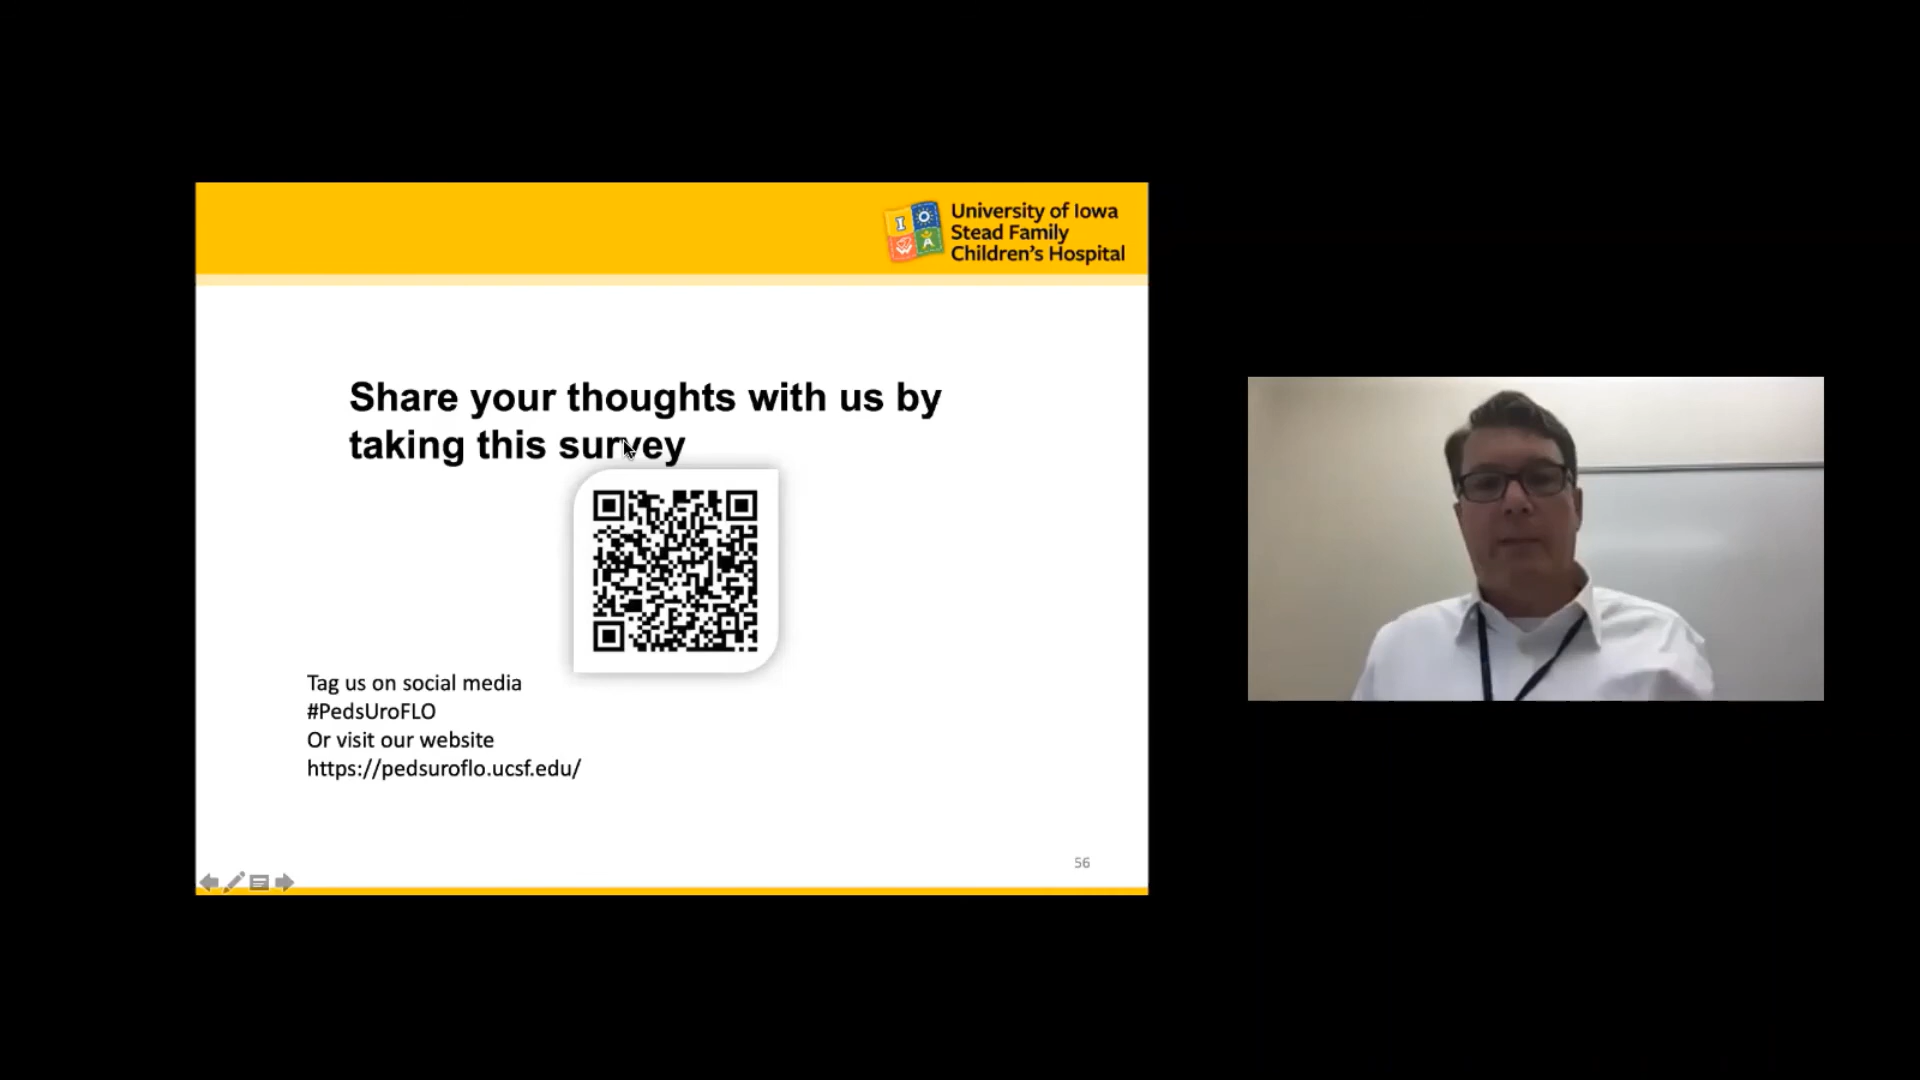 University of Iowa
Stead Family
Children's Hospital
Share your thoughts with us by
taking this survey
Tag us on social media
#PedsUroFLO
Or visit our website
https://pedsuroflo.ucsf.edu/
56